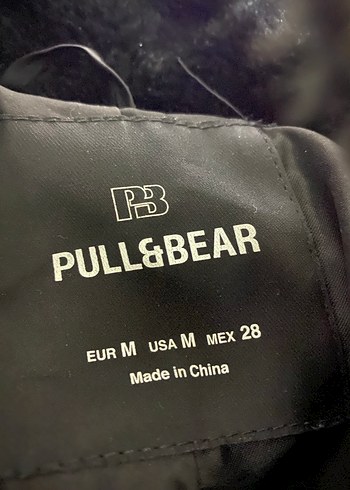 PB
PULL&BEAR
EUR M USA M MEX 28
Made in China